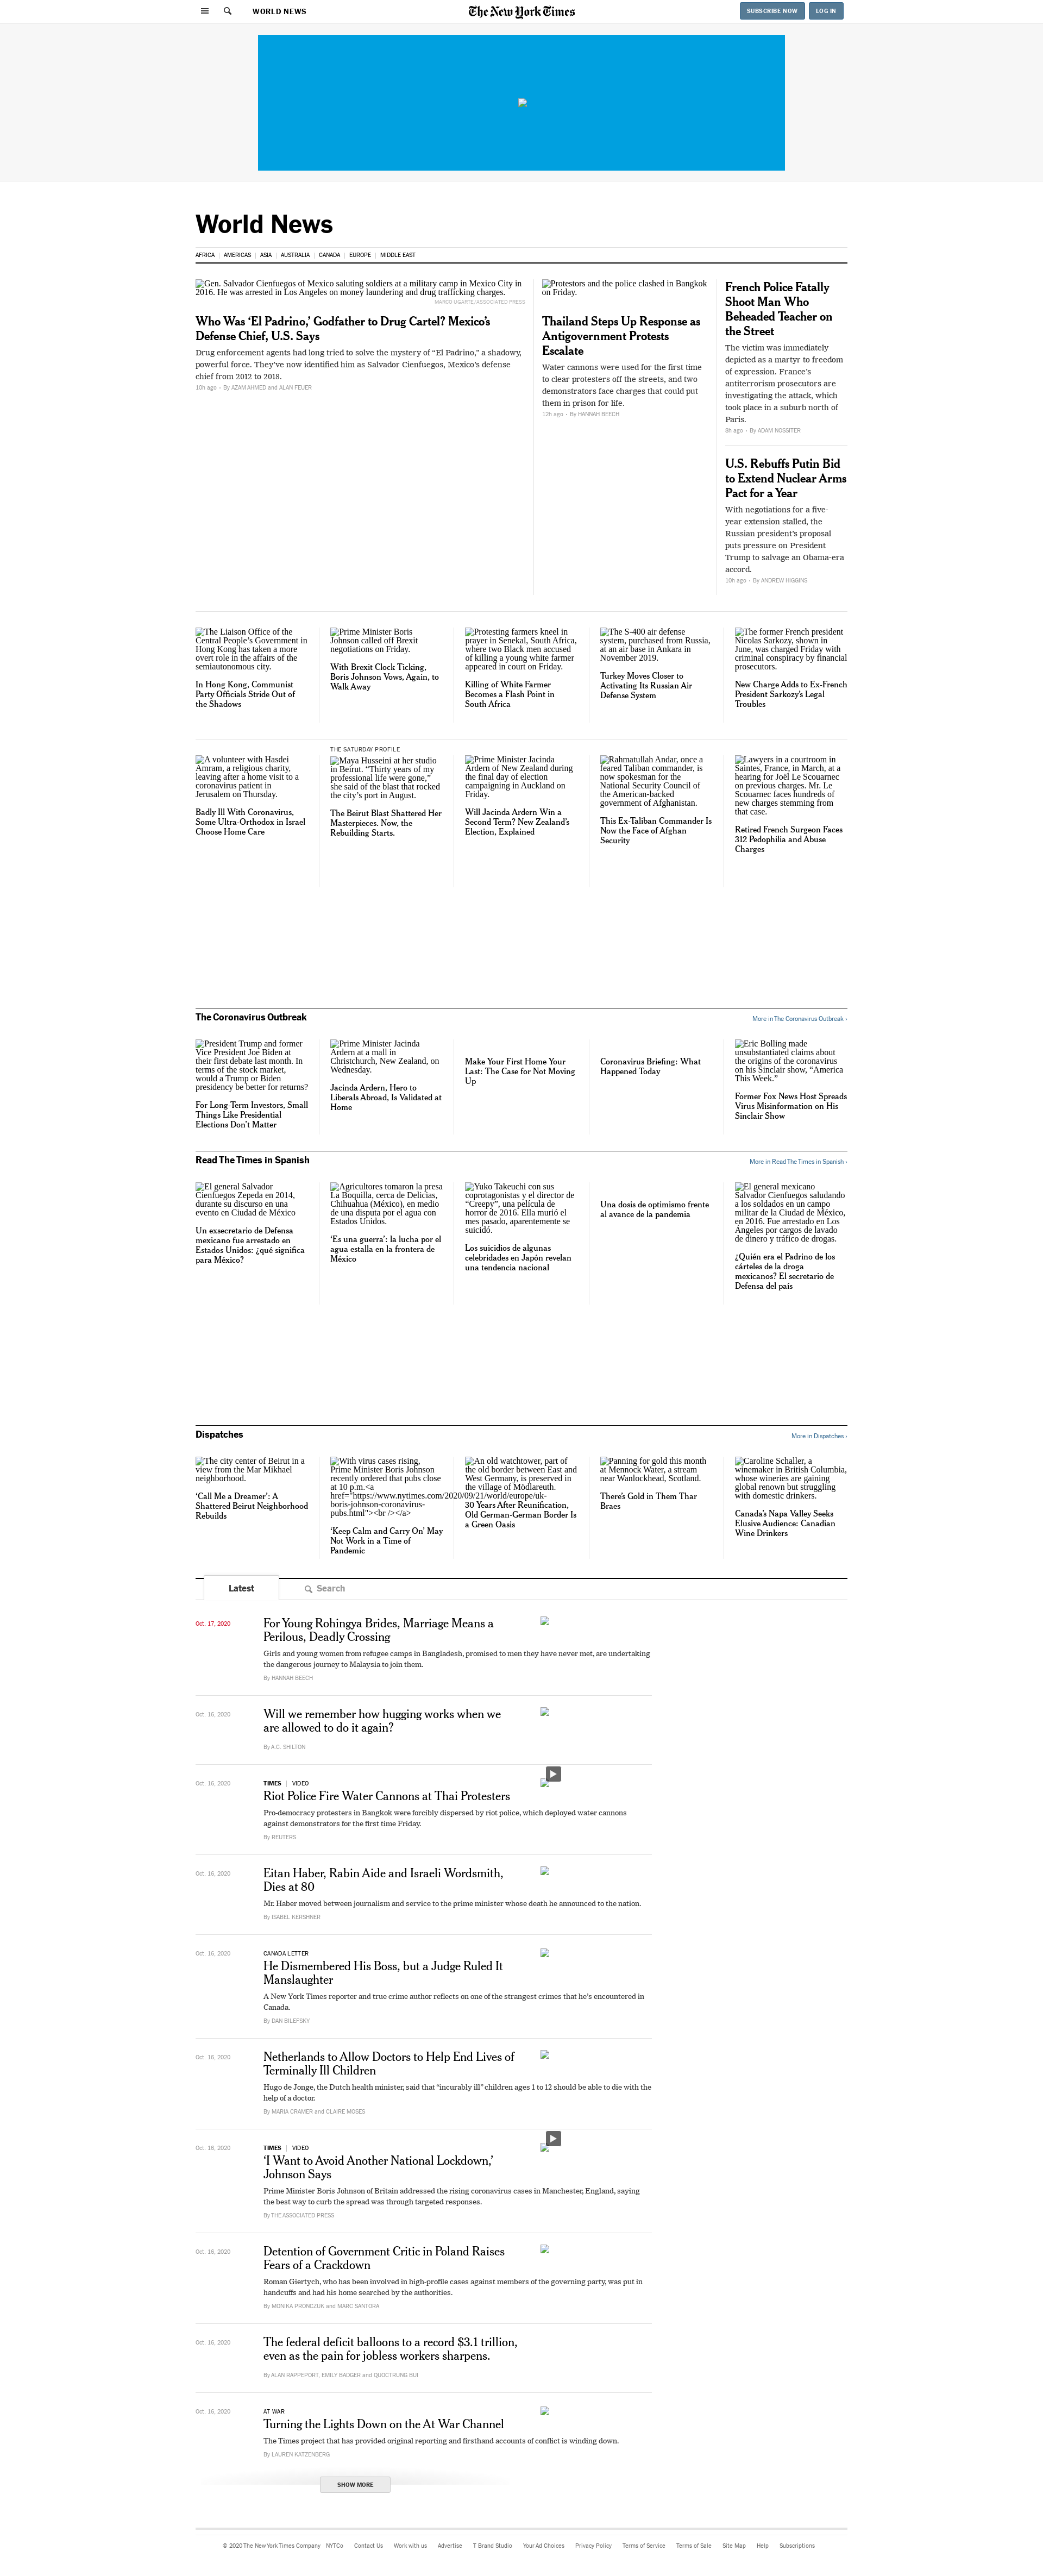 WORLD NEWS
The New York Times
SUBSCRIBE NOW
LOG IN
World News
AFRICA
AMERICAS
ASIA
AUSTRALIA
CANADA
EUROPE
MIDDLE EAST
Gen. Salvador Cienfuegos of Mexico saluting soldiers at a military camp in Mexico City in
2016. He was arrested in Los Angeles on money laundering and drug trafficking charges.
MARCO UGARTE/ASSOCIATED PRESS
Who Was ‘El Padrino,’ Godfather to Drug Cartel? Mexico’s
Defense Chief, U.S. Says
Drug enforcement agents had long tried to solve the mystery of “El Padrino,” a shadowy,
powerful force. They’ve now identified him as Salvador Cienfuegos, Mexico’s defense
chief from 2012 to 2018.
10h ago • By AZAM AHMED and ALAN FEUER
Protestors and the police clashed in Bangkok
on Friday.
Thailand Steps Up Response as
Antigovernment Protests
Escalate
Water cannons were used for the first time
to clear protesters off the streets, and two
demonstrators face charges that could put
them in prison for life.
12h ago • By HANNAH BEECH
French Police Fatally
Shoot Man Who
Beheaded Teacher on
the Street
The victim was immediately
depicted as a martyr to freedom
of expression. France’s
antiterrorism prosecutors are
investigating the attack, which
took place in a suburb north of
Paris.
8h ago • By ADAM NOSSITER
U.S. Rebuffs Putin Bid
to Extend Nuclear Arms
Pact for a Year
With negotiations for a five-
year extension stalled, the
Russian president’s proposal
puts pressure on President
Trump to salvage an Obama-era
accord.
10h ago • By ANDREW HIGGINS
The Liaison Office of the
Central People’s Government in
Hong Kong has taken a more
overt role in the affairs of the
semiautonomous city.
In Hong Kong, Communist
Party Officials Stride Out of
the Shadows
Prime Minister Boris
Johnson called off Brexit
negotiations on Friday.
With Brexit Clock Ticking,
Boris Johnson Vows, Again, to
Walk Away
Protesting farmers kneel in
prayer in Senekal, South Africa,
where two Black men accused
of killing a young white farmer
appeared in court on Friday.
Killing of White Farmer
Becomes a Flash Point in
South Africa
The S-400 air defense
system, purchased from Russia,
at an air base in Ankara in
November 2019.
Turkey Moves Closer to
Activating Its Russian Air
Defense System
The former French president
Nicolas Sarkozy, shown in
June, was charged Friday with
criminal conspiracy by financial
prosecutors.
New Charge Adds to Ex-French
President Sarkozy’s Legal
Troubles
A volunteer with Hasdei
Amram, a religious charity,
leaving after a home visit to a
coronavirus patient in
Jerusalem on Thursday.
Badly Ill With Coronavirus,
Some Ultra-Orthodox in Israel
Choose Home Care
THE SATURDAY PROFILE
Maya Husseini at her studio
in Beirut. “Thirty years of my
professional life were gone,”
she said of the blast that rocked
the city’s port in August.
The Beirut Blast Shattered Her
Masterpieces. Now, the
Rebuilding Starts.
Prime Minister Jacinda
Ardern of New Zealand during
the final day of election
campaigning in Auckland on
Friday.
Will Jacinda Ardern Win a
Second Term? New Zealand’s
Election, Explained
Rahmatullah Andar, once a
feared Taliban commander, is
now spokesman for the
National Security Council of
the American-backed
government of Afghanistan.
This Ex-Taliban Commander Is
Now the Face of Afghan
Security
Lawyers in a courtroom in
Saintes, France, in March, at a
hearing for Joël Le Scouarnec
on previous charges. Mr. Le
Scouarnec faces hundreds of
new charges stemming from
that case.
Retired French Surgeon Faces
312 Pedophilia and Abuse
Charges
The Coronavirus Outbreak
More in The Coronavirus Outbreak ›
President Trump and former
Vice President Joe Biden at
their first debate last month. In
terms of the stock market,
would a Trump or Biden
presidency be better for returns?
For Long-Term Investors, Small
Things Like Presidential
Elections Don’t Matter
Prime Minister Jacinda
Ardern at a mall in
Christchurch, New Zealand, on
Wednesday.
Jacinda Ardern, Hero to
Liberals Abroad, Is Validated at
Home
Make Your First Home Your
Last: The Case for Not Moving
Up
Coronavirus Briefing: What
Happened Today
Eric Bolling made
unsubstantiated claims about
the origins of the coronavirus
on his Sinclair show, “America
This Week.”
Former Fox News Host Spreads
Virus Misinformation on His
Sinclair Show
Read The Times in Spanish
More in Read The Times in Spanish ›
El general Salvador
Cienfuegos Zepeda en 2014,
durante su discurso en una
evento en Ciudad de México
Un exsecretario de Defensa
mexicano fue arrestado en
Estados Unidos: ¿qué significa
para México?
Agricultores tomaron la presa
La Boquilla, cerca de Delicias,
Chihuahua (México), en medio
de una disputa por el agua con
Estados Unidos.
‘Es una guerra’: la lucha por el
agua estalla en la frontera de
México
Yuko Takeuchi con sus
coprotagonistas y el director de
“Creepy”, una película de
horror de 2016. Ella murió el
mes pasado, aparentemente se
suicidó.
Los suicidios de algunas
celebridades en Japón revelan
una tendencia nacional
Una dosis de optimismo frente
al avance de la pandemia
El general mexicano
Salvador Cienfuegos saludando
a los soldados en un campo
militar de la Ciudad de México,
en 2016. Fue arrestado en Los
Ángeles por cargos de lavado
de dinero y tráfico de drogas.
¿Quién era el Padrino de los
cárteles de la droga
mexicanos? El secretario de
Defensa del país
Dispatches
More in Dispatches ›
The city center of Beirut in a
view from the Mar Mikhael
neighborhood.
‘Call Me a Dreamer’: A
Shattered Beirut Neighborhood
Rebuilds
With virus cases rising,
Prime Minister Boris Johnson
recently ordered that pubs close
at 10 p.m.<a
href="https://www.nytimes.com/2020/09/21/world/europe/uk-
boris-johnson-coronavirus-
pubs.html"><br /></a>
‘Keep Calm and Carry On’ May
Not Work in a Time of
Pandemic
An old watchtower, part of
the old border between East and
West Germany, is preserved in
the village of Mödlareuth.
30 Years After Reunification,
Old German-German Border Is
a Green Oasis
Panning for gold this month
at Mennock Water, a stream
near Wanlockhead, Scotland.
There’s Gold in Them Thar
Braes
Caroline Schaller, a
winemaker in British Columbia,
whose wineries are gaining
global renown but struggling
with domestic drinkers.
Canada’s Napa Valley Seeks
Elusive Audience: Canadian
Wine Drinkers
Latest
Search
Oct. 17, 2020
For Young Rohingya Brides, Marriage Means a
Perilous, Deadly Crossing
Girls and young women from refugee camps in Bangladesh, promised to men they have never met, are undertaking
the dangerous journey to Malaysia to join them.
By HANNAH BEECH
Oct. 16, 2020
Will we remember how hugging works when we
are allowed to do it again?
By A.C. SHILTON
Oct. 16, 2020
TIMES | VIDEO
Riot Police Fire Water Cannons at Thai Protesters
Pro-democracy protesters in Bangkok were forcibly dispersed by riot police, which deployed water cannons
against demonstrators for the first time Friday.
By REUTERS
Oct. 16, 2020
Eitan Haber, Rabin Aide and Israeli Wordsmith,
Dies at 80
Mr. Haber moved between journalism and service to the prime minister whose death he announced to the nation.
By ISABEL KERSHNER
Oct. 16, 2020
CANADA LETTER
He Dismembered His Boss, but a Judge Ruled It
Manslaughter
A New York Times reporter and true crime author reflects on one of the strangest crimes that he’s encountered in
Canada.
By DAN BILEFSKY
Oct. 16, 2020
Netherlands to Allow Doctors to Help End Lives of
Terminally Ill Children
Hugo de Jonge, the Dutch health minister, said that “incurably ill” children ages 1 to 12 should be able to die with the
help of a doctor.
By MARIA CRAMER and CLAIRE MOSES
Oct. 16, 2020
TIMES | VIDEO
‘I Want to Avoid Another National Lockdown,’
Johnson Says
Prime Minister Boris Johnson of Britain addressed the rising coronavirus cases in Manchester, England, saying
the best way to curb the spread was through targeted responses.
By THE ASSOCIATED PRESS
Oct. 16, 2020
Detention of Government Critic in Poland Raises
Fears of a Crackdown
Roman Giertych, who has been involved in high-profile cases against members of the governing party, was put in
handcuffs and had his home searched by the authorities.
By MONIKA PRONCZUK and MARC SANTORA
Oct. 16, 2020
The federal deficit balloons to a record $3.1 trillion,
even as the pain for jobless workers sharpens.
By ALAN RAPPEPORT, EMILY BADGER and QUOCTRUNG BUI
Oct. 16, 2020
AT WAR
Turning the Lights Down on the At War Channel
The Times project that has provided original reporting and firsthand accounts of conflict is winding down.
By LAUREN KATZENBERG
SHOW MORE
© 2020 The New York Times Company
NYTCo
Contact Us
Work with us
Advertise
T Brand Studio
Your Ad Choices
Privacy Policy
Terms of Service
Terms of Sale
Site Map
Help
Subscriptions